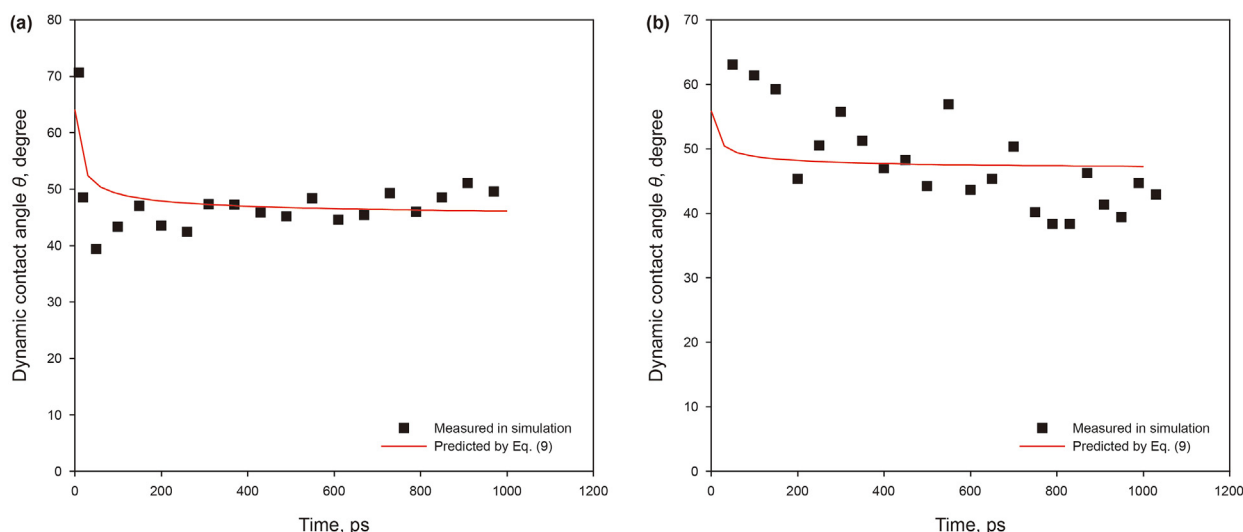 (a)
80
70
60
50
40
30
20
10
0
Dynamic contact angle θ, degree
Measured in simulation
Predicted by Eq. (9)
0 200 400 600 800 1000 1200
Time, ps
(b)
70
60
50
40
30
20
10
0
Dynamic contact angle θ, degree
Measured in simulation
Predicted by Eq. (9)
0 200 400 600 800 1000 1200
Time, ps